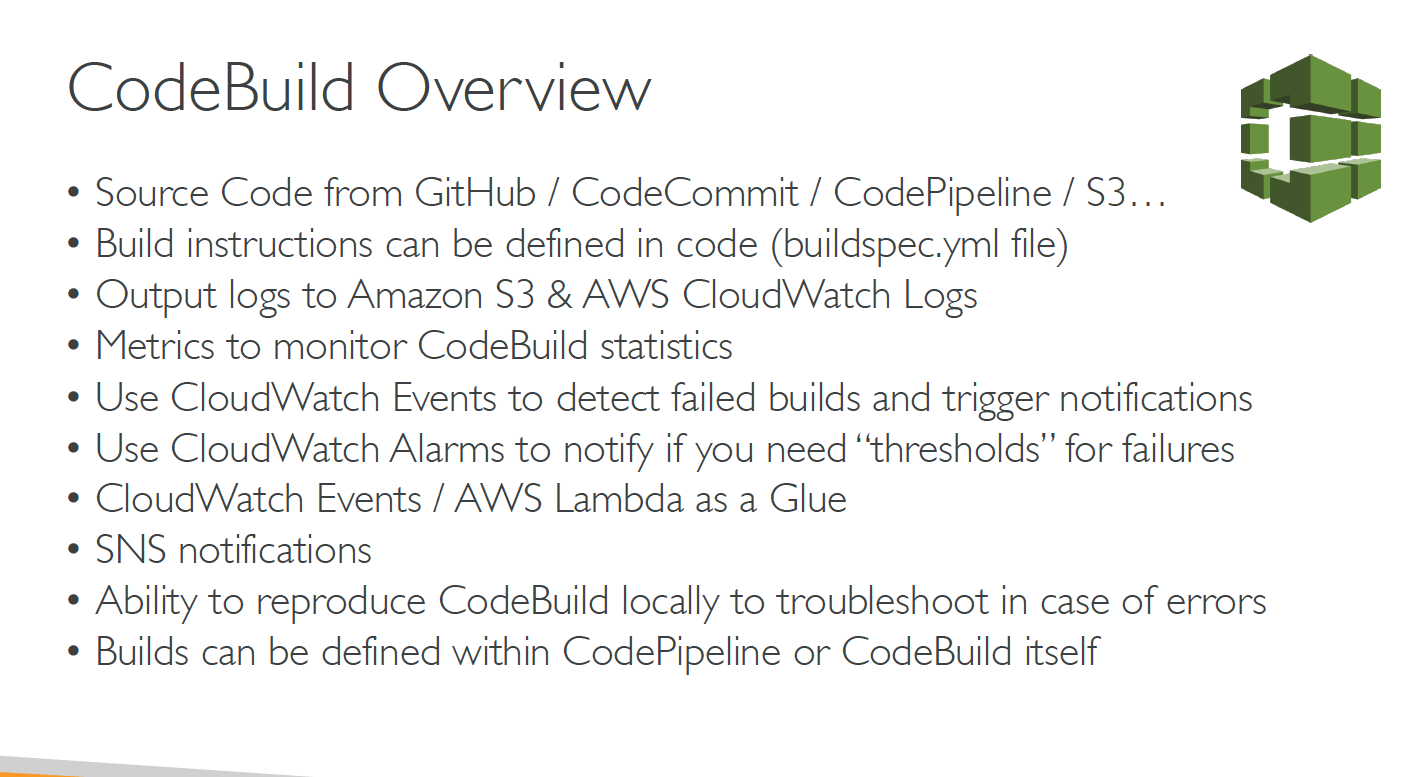 CodeBuild Overview
• Source Code from GitHub / CodeCommit / CodePipeline / S3…
• Build instructions can be defined in code (buildspec.yml file)
• Output logs to Amazon S3 & AWS CloudWatch Logs
• Metrics to monitor CodeBuild statistics
• Use CloudWatch Events to detect failed builds and trigger notifications
• Use CloudWatch Alarms to notify if you need “thresholds” for failures
• CloudWatch Events / AWS Lambda as a Glue
• SNS notifications
• Ability to reproduce CodeBuild locally to troubleshoot in case of errors
• Builds can be defined within CodePipeline or CodeBuild itself